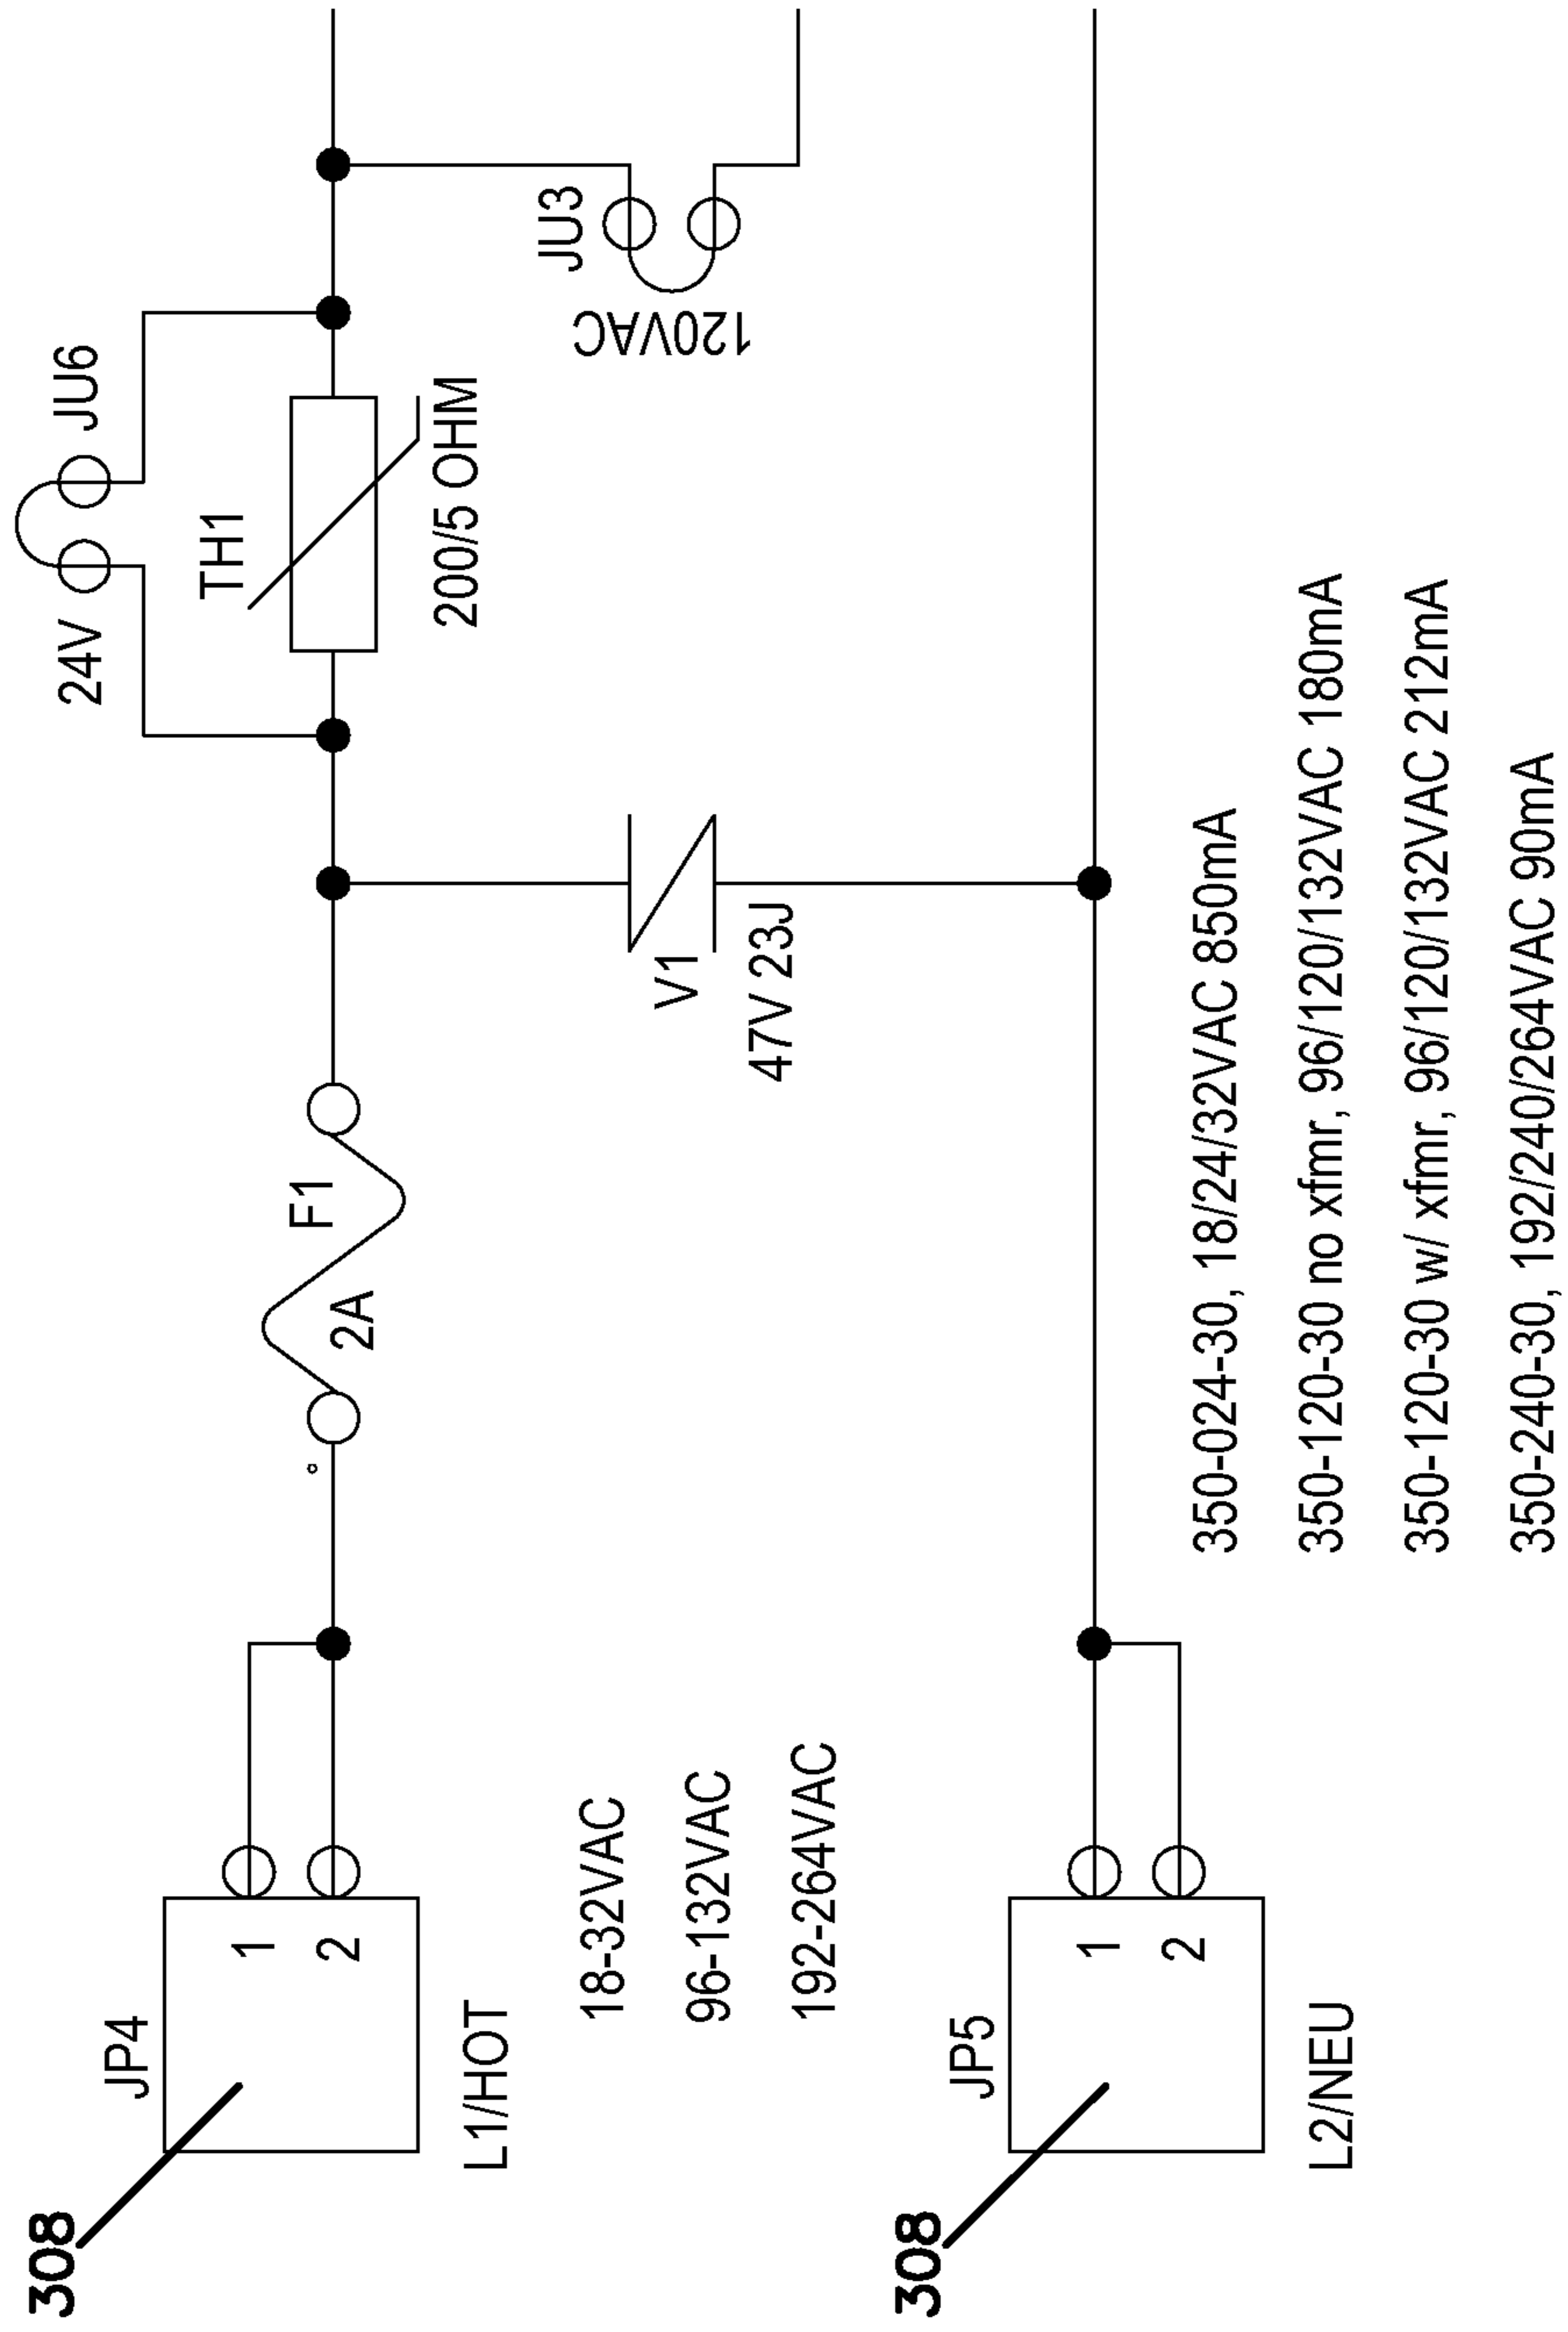 308
JP4
1
2
L1/HOT
18-32VAC
96-132VAC
192-264VAC
F1
2A
24V
JU6
TH1
200/5 OHM
JU3
120VAC
V1
47V 23J
308
JP5
1
2
L2/NEU
350-024-30, 18/24/32VAC 850mA
350-120-30 no xfmr, 96/120/132VAC 180mA
350-120-30 w/ xfmr, 96/120/132VAC 212mA
350-240-30, 192/240/264VAC 90mA